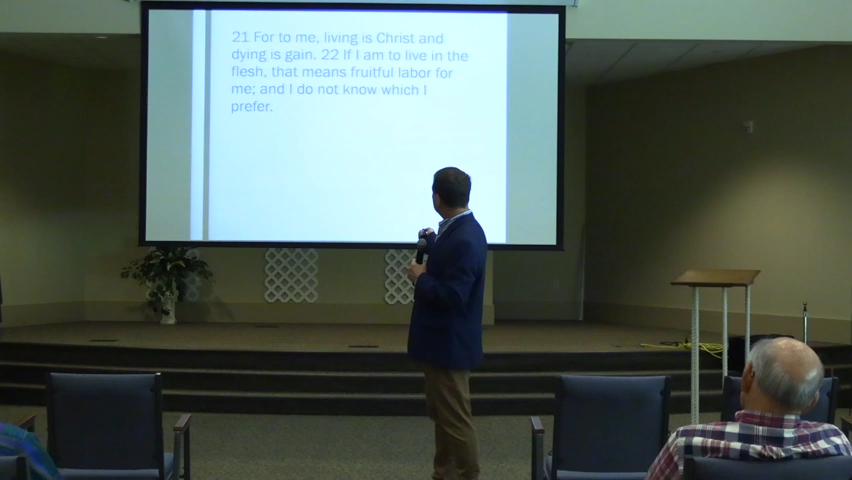 21 For to me, living is Christ and
dying is gain. 22 If I am to live in the
flesh, that means fruitful labor for
me; and I do not know which I
prefer.